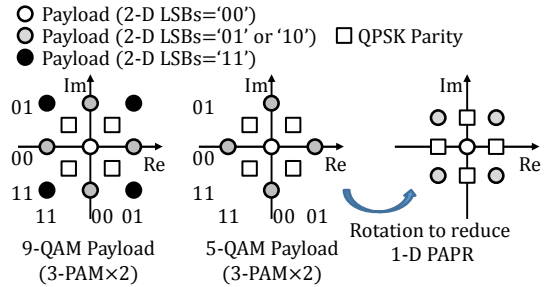 Payload (2-D LSBs=‘00’)
Payload (2-D LSBs=‘01’ or ‘10’) QPSK Parity
Payload (2-D LSBs=‘11’)
Im
01
00
11
11 00 01
Re
9-QAM Payload
(3-PAM×2)
Im
11 00 01
Re
5-QAM Payload
(3-PAM×2)
Im
Re
Rotation to reduce
1-D PAPR